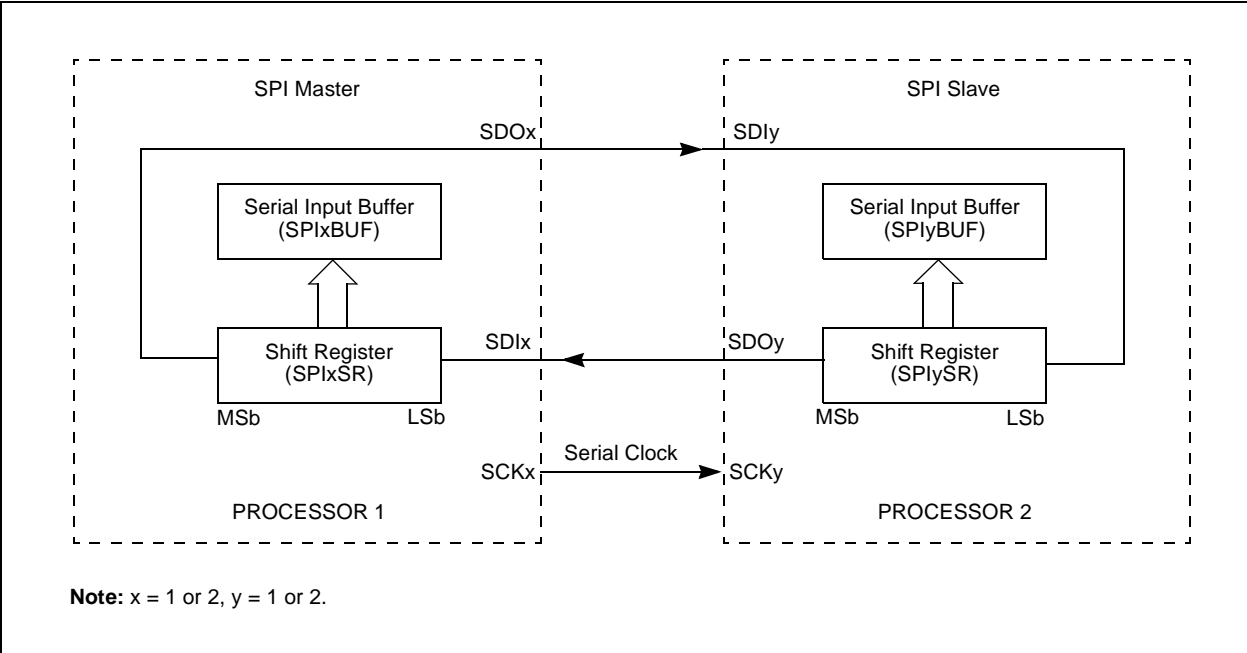 SPI Master
SPI Slave
SDOx
SDIy
Serial Input Buffer
(SPIxBUF)
Serial Input Buffer
(SPIyBUF)
SDIx
SDOy
Shift Register
(SPIxSR)
Shift Register
(SPIySR)
MSb
LSb
MSb
LSb
Serial Clock
SCKx
SCKy
PROCESSOR 1
PROCESSOR 2
Note: x = 1 or 2, y = 1 or 2.